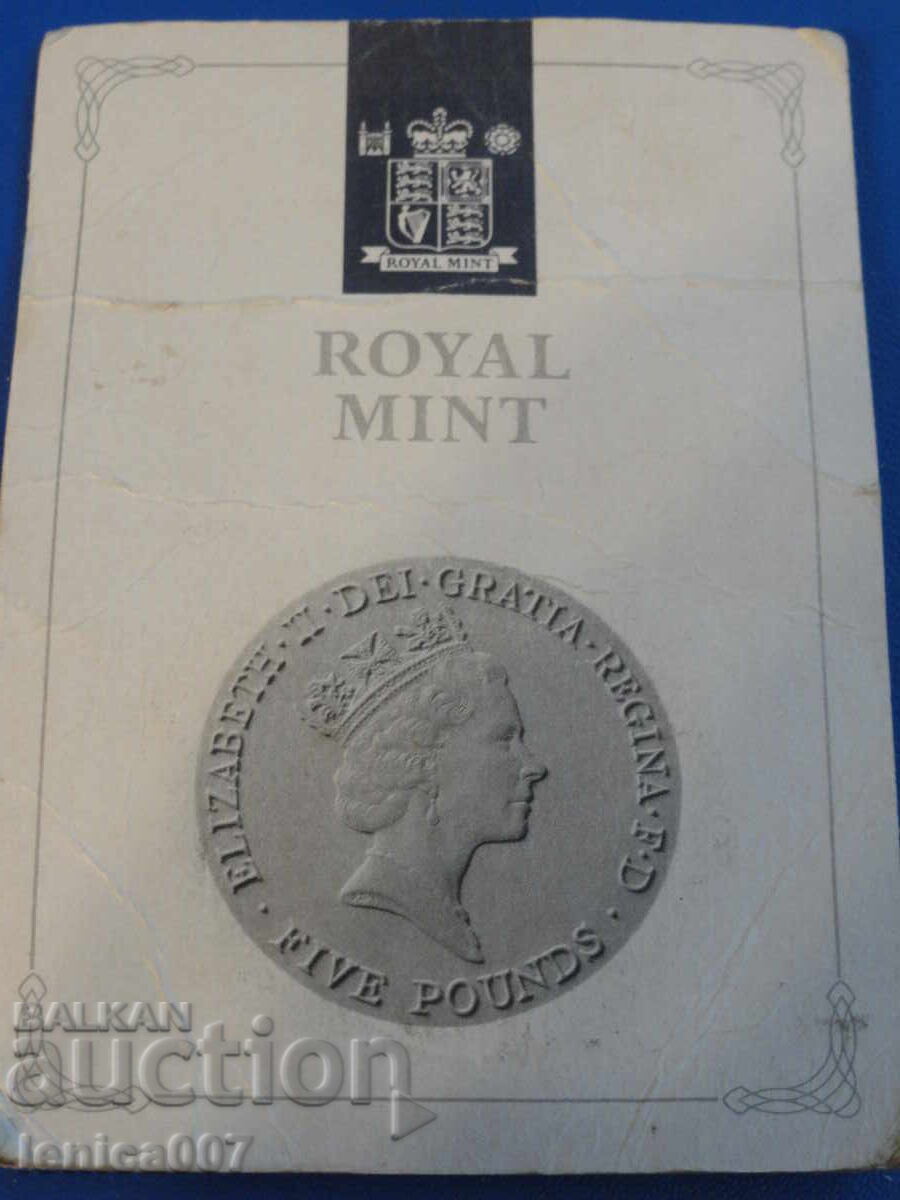 ROYAL MINT
ROYAL
MINT
ELIZABETH · II · DEI · GRATIA · REGINA · F · D ·
FIVE POUNDS ·
BALKAN
auction
lenica007